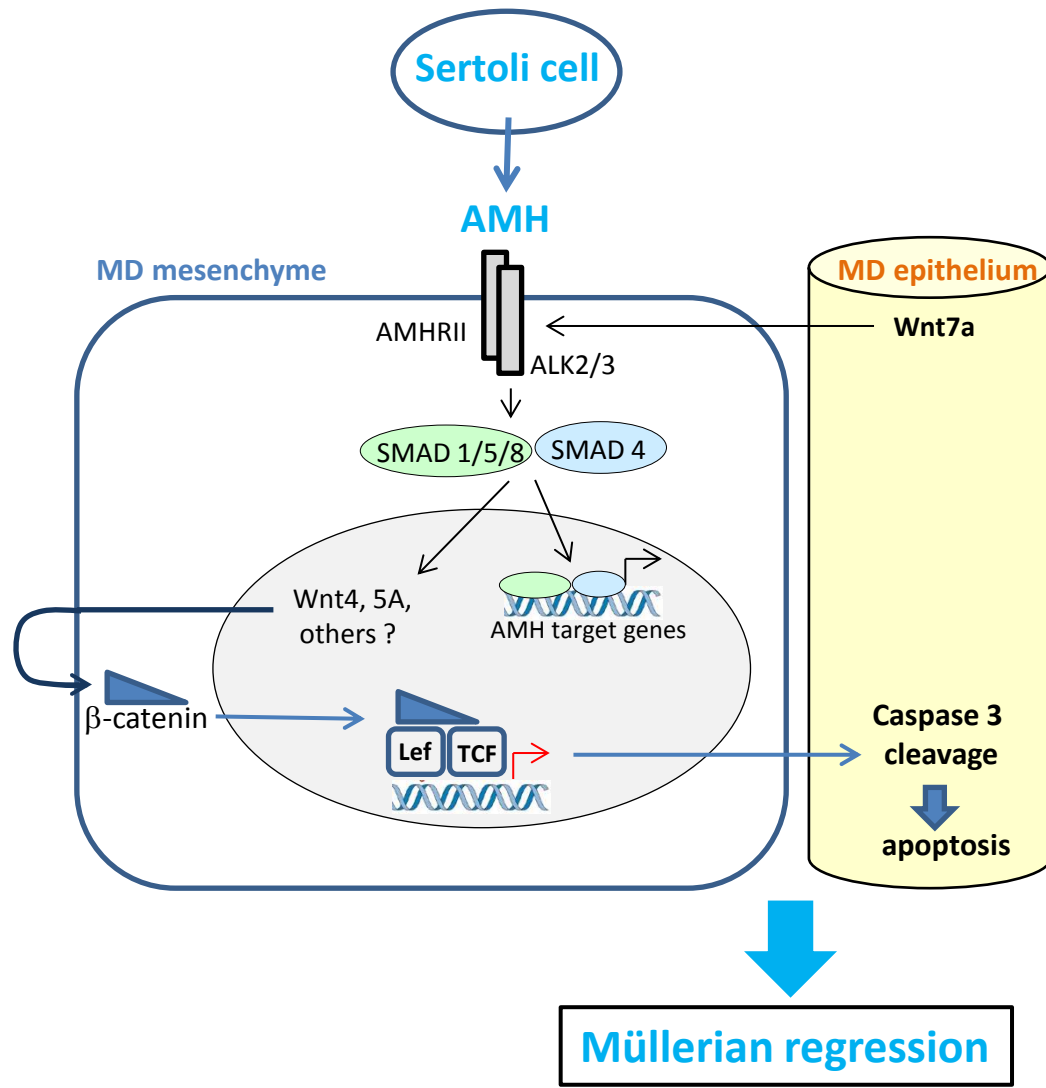 Sertoli cell
AMH
MD mesenchyme
MD epithelium
AMHRII
Wnt7a
ALK2/3
SMAD 1/5/8
SMAD 4
Wnt4, 5A,
others ?
AMH target genes
β-catenin
Lef
TCF
Caspase 3
cleavage
apoptosis
Müllerian regression